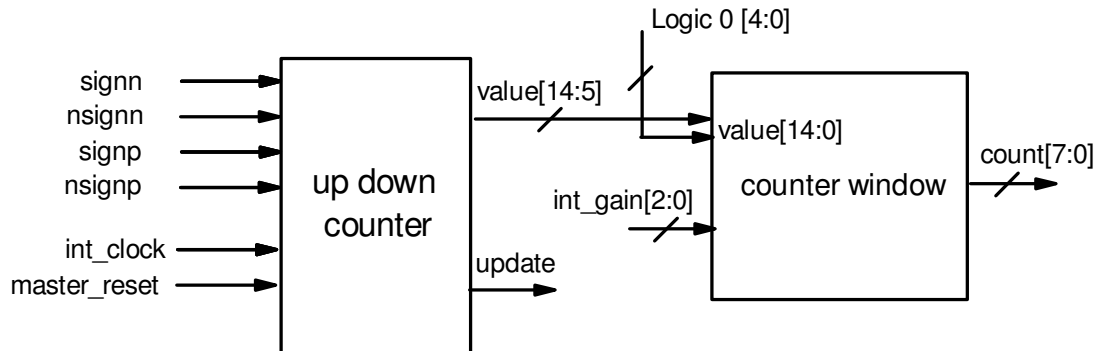 Logic 0 [4:0]
signn
nsignn
signp
nsignp
int_clock
master_reset
up down
counter
value[14:5]
update
value[14:0]
int_gain[2:0]
counter window
count[7:0]